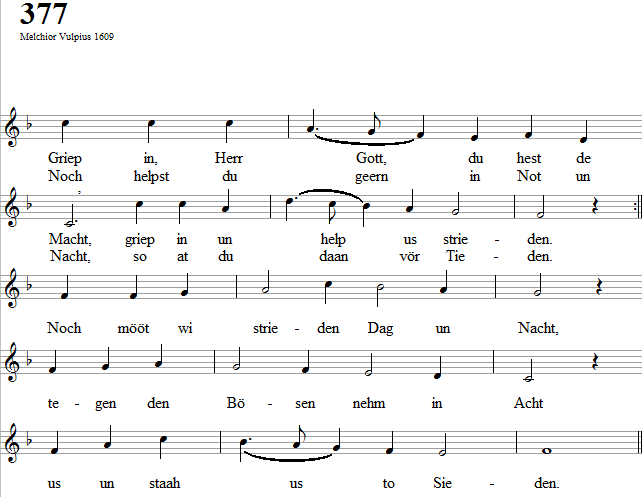 377
Melchior Vulpius 1609
Griep in, Herr Gott, du hest de
Noch helpst du geern in Not un
Macht, griep in un help us strie - den.
Nacht, so at du daan vör Tie - den.
Noch mööt wi strie - den Dag un Nacht,
te - gen den Bö - sen nehm in Acht
us un staah us to Sie - den.